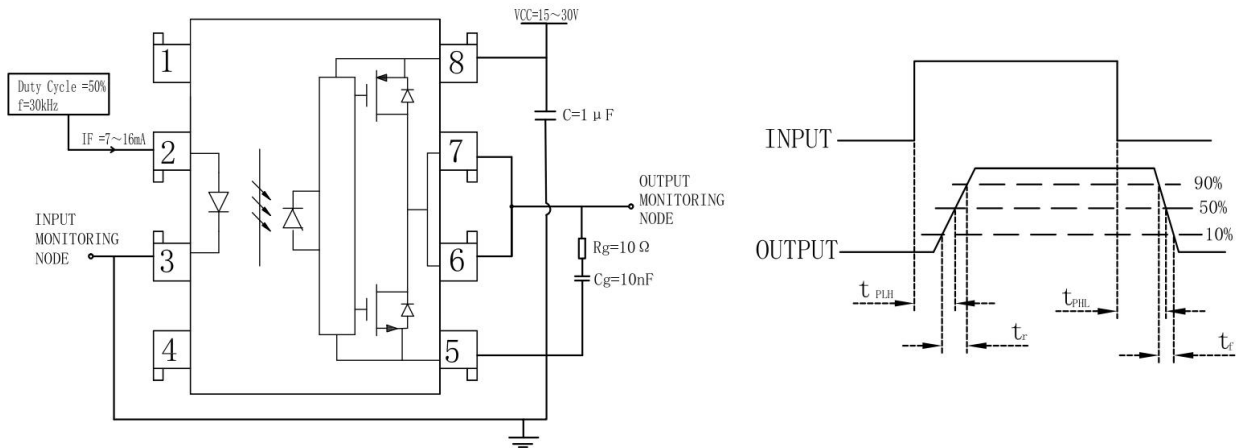 VCC=15～30V
1
8
Duty Cycle =50%
f=30kHz
C=1 μF
IF =7～16mA
2
7
OUTPUT
MONITORING
NODE
INPUT
MONITORING
NODE
3
6
Rg=10 Ω
Cg=10nF
4
5
INPUT
90%
50%
10%
OUTPUT
t PLH
t PHL
tr
tf